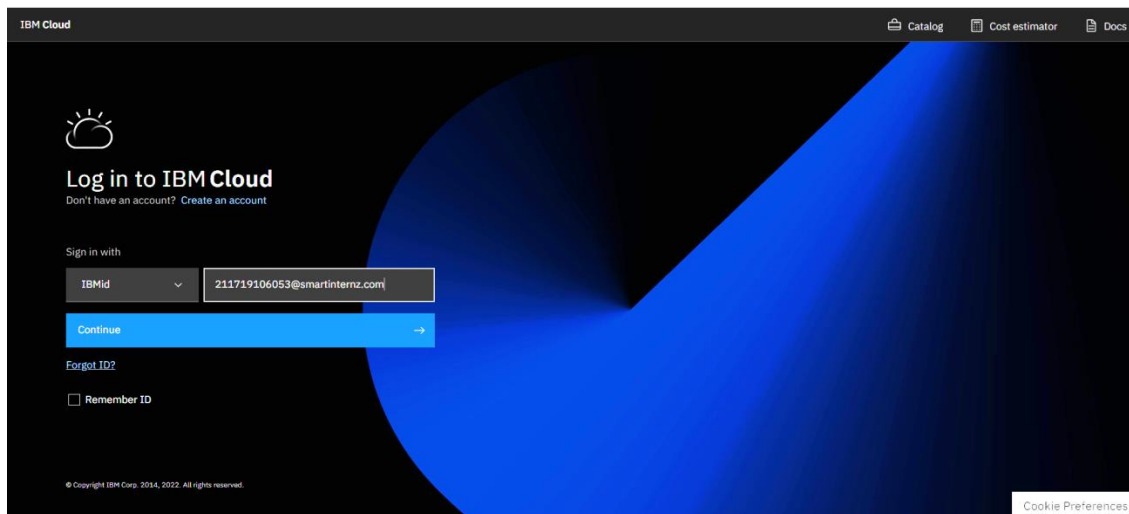 IBM Cloud
Catalog
Cost estimator
Docs
Log in to IBM Cloud
Don't have an account? Create an account
Sign in with
IBMid
211719106053@smartinternz.com
Continue
Forgot ID?
Remember ID
© Copyright IBM Corp. 2014, 2022. All rights reserved.
Cookie Preferences